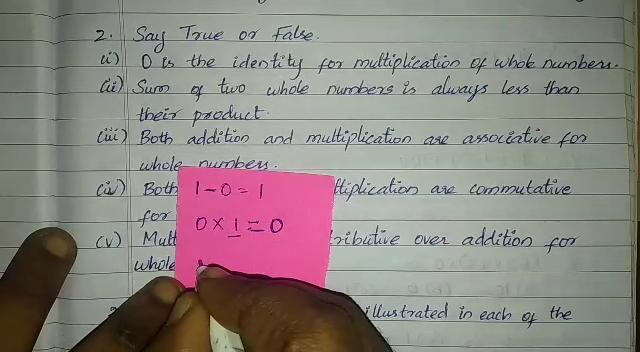 2. Say True or False.
(i) 0 is the identity for multiplication of whole numbers.
(ii) Sum of two whole numbers is always less than
their product.
(iii) Both addition and multiplication are associative for
whole numbers.
(iv) Both tiplication are commutative
for
(v) Mult tributive over addition for
whole
1-0=1
0×1=0
illustrated in each of the